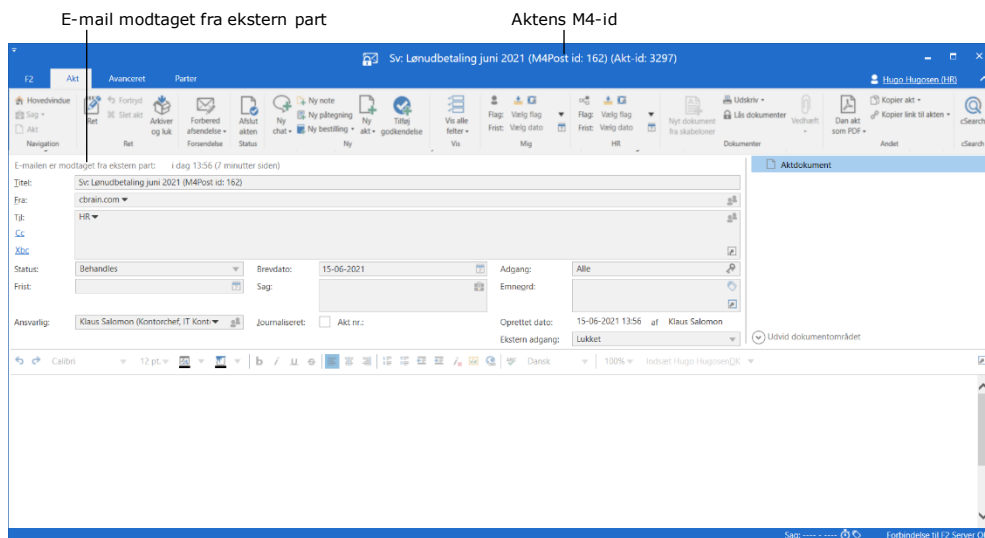 E-mail modtaget fra ekstern part
Aktens M4-id
Sv: Lønudbetaling juni 2021 (M4Post id: 162) (Akt-id: 3297)
F2 Akt Avanceret Parter Hugo Hugosen (HR)
Hovedvindue
Sag
Akt
Navigation
Ret
Fortryd
Slet akt
Arkiver og luk
Ret
Forbered afsendelse
Forsendelse
Afslut akten
Status
Ny chat
Ny note
Ny påtegning
Ny bestilling
Ny akt
Tilføj godkendelse
Ny
Vis alle felter
Vis
Flag: Vælg flag
Frist: Vælg dato
Mig
Flag: Vælg flag
Frist: Vælg dato
HR
Nyt dokument fra skabeloner
Udskriv
Lås dokumenter
Vedhæft
Dokumenter
Dan akt som PDF
Kopier akt
Kopier link til akten
Andet
cSearch
cSearch
E-mailen er modtaget fra ekstern part: i dag 13:56 (7 minutter siden)
Aktdokument
Titel: Sv: Lønudbetaling juni 2021 (M4Post id: 162)
Fra: cbrain.com
Til: HR
Cc
Xbc
Status: Behandles Brevdato: 15-06-2021 Adgang: Alle
Frist: Sag: Emneord:
Ansvarlig: Klaus Salomon (Kontorchef, IT Kont Journaliseret: Akt nr.: Oprettet dato: 15-06-2021 13:56 af Klaus Salomon
Ekstern adgang: Lukket
Udvid dokumentområdet
Calibri 12 pt. b i u Dansk 100% Indsæt Hugo Hugosen[]K
Sag: ---- - ---- Forbindelse til F2 Server O